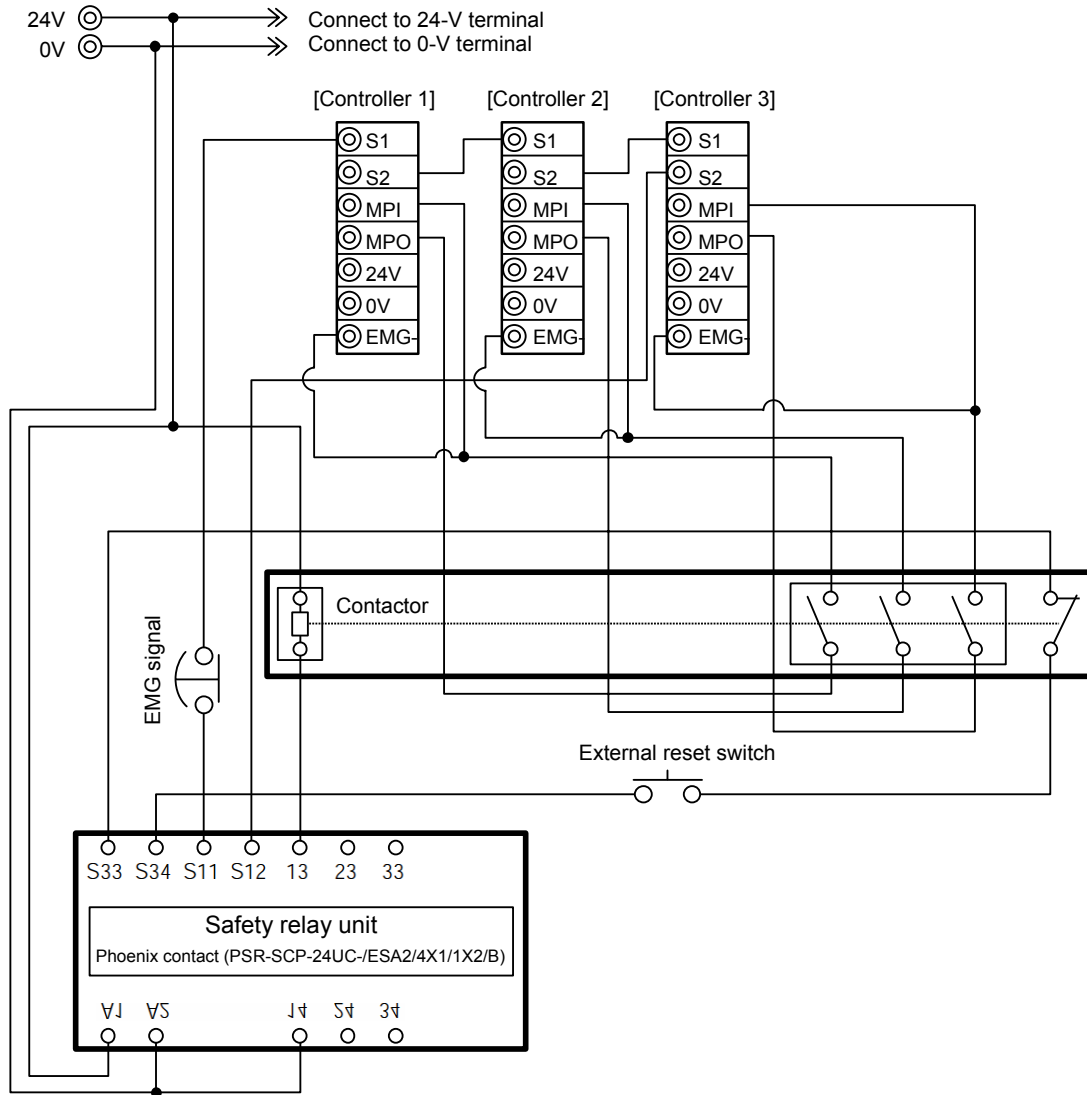 24V
Connect to 24-V terminal
0V
Connect to 0-V terminal
[Controller 1] [Controller 2] [Controller 3]
S1 S1 S1
S2 S2 S2
MPI MPI MPI
MPO MPO MPO
24V 24V 24V
0V 0V 0V
EMG- EMG- EMG-
Contactor
EMG signal
External reset switch
S33 S34 S11 S12 13 23 33
Safety relay unit
Phoenix contact (PSR-SCP-24UC-/ESA2/4X1/1X2/B)
A1 A2 14 24 34